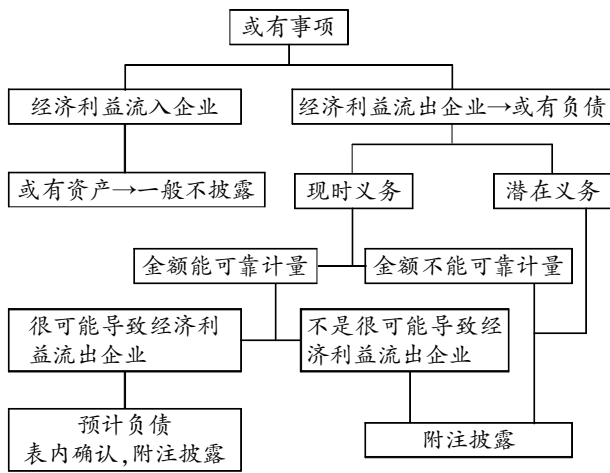 或有事项
经济利益流入企业
经济利益流出企业→或有负债
或有资产→一般不披露
现时义务
潜在义务
金额能可靠计量
金额不能可靠计量
很可能导致经济利
益流出企业
不是很可能导致经
济利益流出企业
预计负债
表内确认,附注披露
附注披露